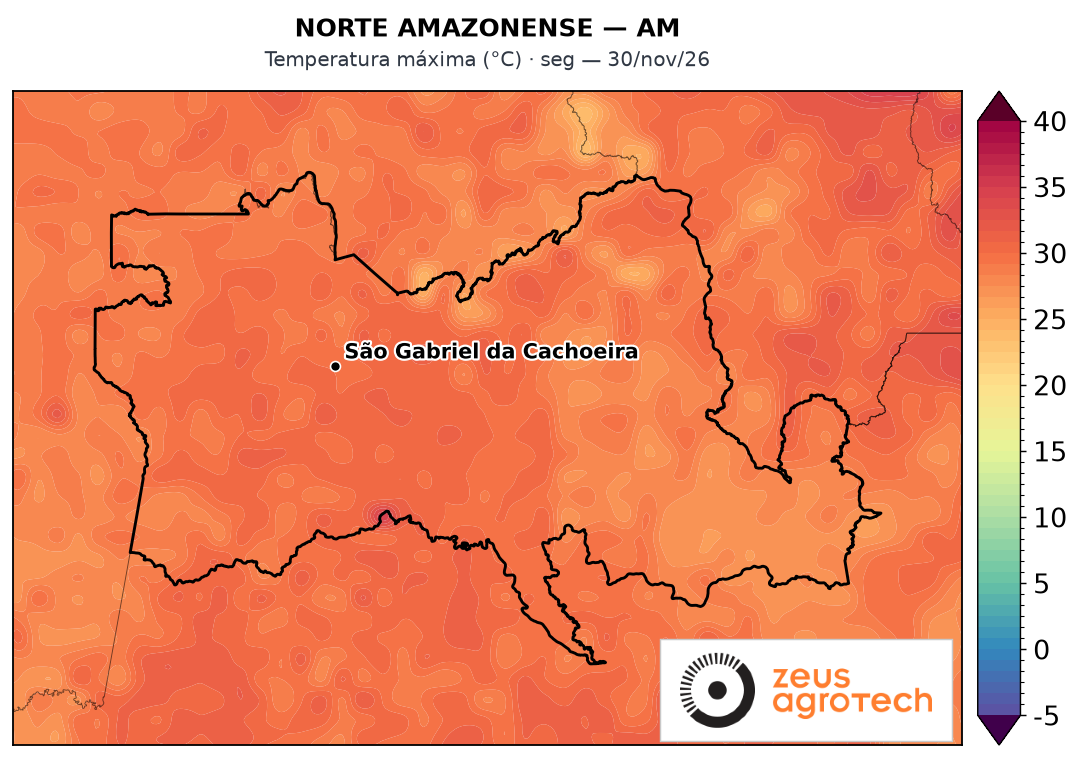 NORTE AMAZONENSE — AM
Temperatura máxima (°C) · seg — 30/nov/26
São Gabriel da Cachoeira
40
35
30
25
20
15
10
5
0
-5
zeus
agrotech